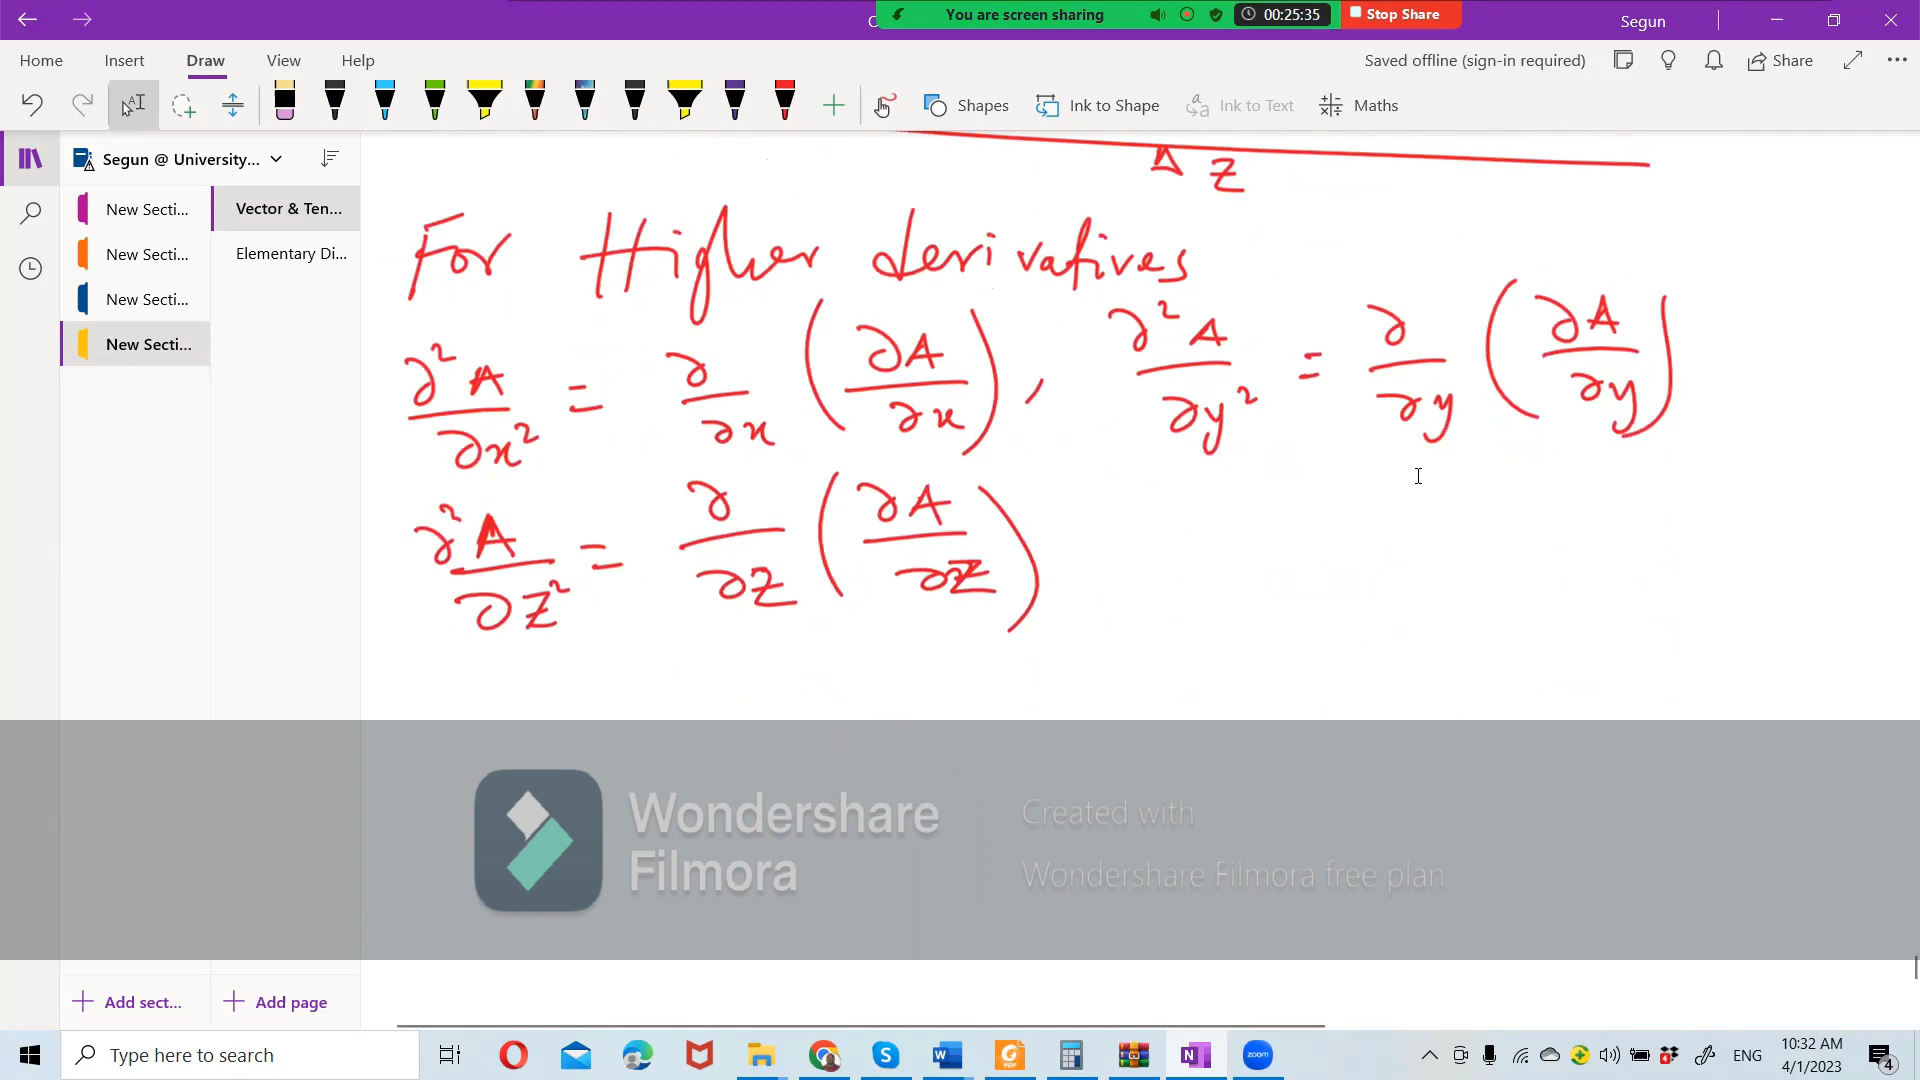 You are screen sharing
00:25:35
Stop Share
Segun
Home
Insert
Draw
View
Help
Saved offline (sign-in required)
Share
Shapes
Ink to Shape
Ink to Text
Maths
Segun @ University...
New Secti...
New Secti...
New Secti...
New Secti...
Vector & Ten...
Elementary Di...
Δ Z
For Higher derivatives
∂²A/∂x² = ∂/∂x (∂A/∂x), ∂²A/∂y² = ∂/∂y (∂A/∂y)
∂²A/∂Z² = ∂/∂Z (∂A/∂Z)
Wondershare
Filmora
Created with
Wondershare Filmora free plan
Add sect...
Add page
Type here to search
ENG
10:32 AM
4/1/2023
4